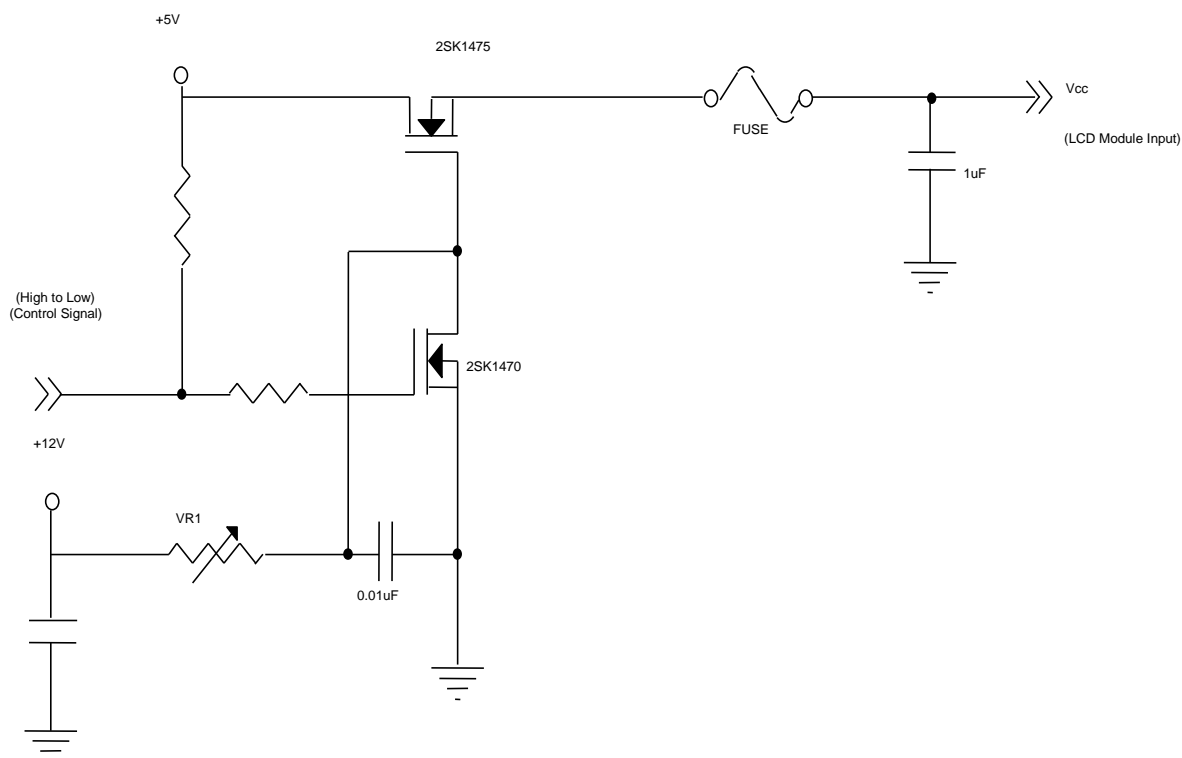 +5V
2SK1475
Vcc
FUSE
(LCD Module Input)
1uF
(High to Low)
(Control Signal)
2SK1470
+12V
VR1
0.01uF